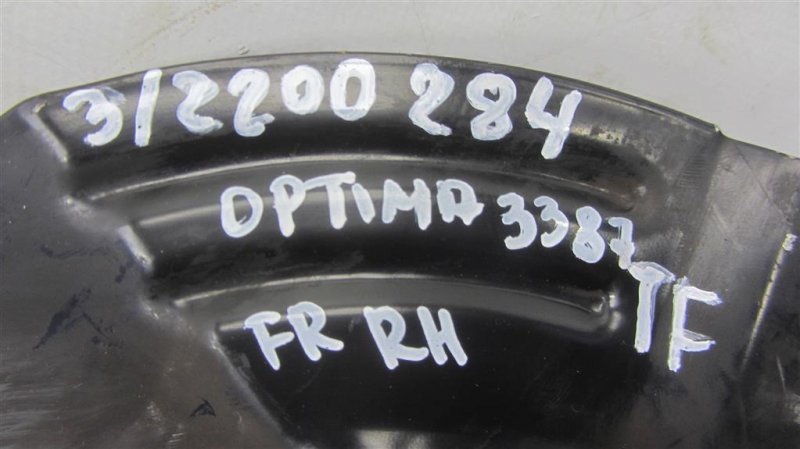 3/2200 284
OPTIMA 3387
TF
FR RH